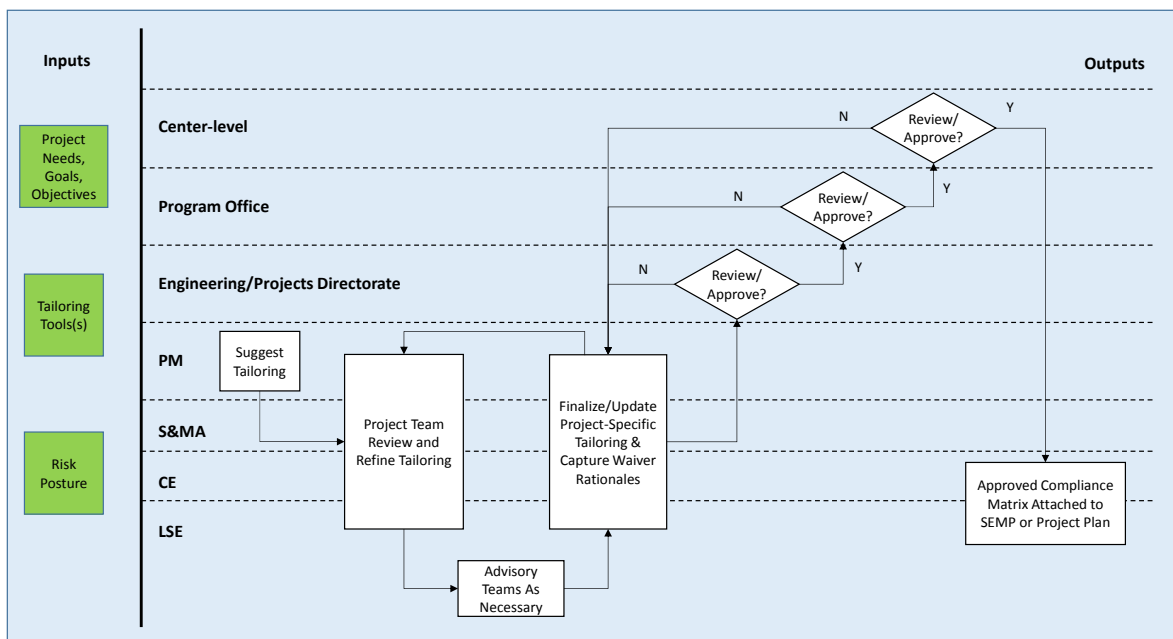 Inputs
Outputs
Project
Needs,
Goals,
Objectives
Tailoring
Tools(s)
Risk
Posture
Center-level
N
Review/
Approve?
Y
Program Office
N
Review/
Approve?
Y
Engineering/Projects Directorate
N
Review/
Approve?
Y
PM
Suggest
Tailoring
S&MA
CE
LSE
Project Team
Review and
Refine Tailoring
Finalize/Update
Project-Specific
Tailoring &
Capture Waiver
Rationales
Advisory
Teams As
Necessary
Approved Compliance
Matrix Attached to
SEMP or Project Plan